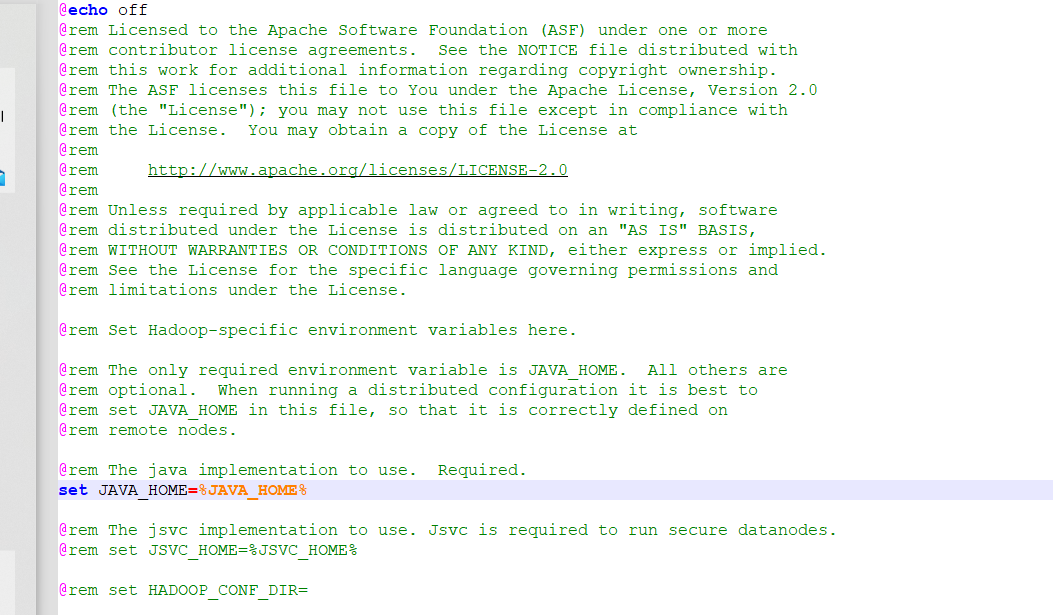 @echo off
@rem Licensed to the Apache Software Foundation (ASF) under one or more
@rem contributor license agreements.  See the NOTICE file distributed with
@rem this work for additional information regarding copyright ownership.
@rem The ASF licenses this file to You under the Apache License, Version 2.0
@rem (the "License"); you may not use this file except in compliance with
@rem the License.  You may obtain a copy of the License at
@rem
@rem     http://www.apache.org/licenses/LICENSE-2.0
@rem
@rem Unless required by applicable law or agreed to in writing, software
@rem distributed under the License is distributed on an "AS IS" BASIS,
@rem WITHOUT WARRANTIES OR CONDITIONS OF ANY KIND, either express or implied.
@rem See the License for the specific language governing permissions and
@rem limitations under the License.

@rem Set Hadoop-specific environment variables here.

@rem The only required environment variable is JAVA_HOME.  All others are
@rem optional.  When running a distributed configuration it is best to
@rem set JAVA_HOME in this file, so that it is correctly defined on
@rem remote nodes.

@rem The java implementation to use.  Required.
set JAVA_HOME=%JAVA_HOME%

@rem The jsvc implementation to use. Jsvc is required to run secure datanodes.
@rem set JSVC_HOME=%JSVC_HOME%

@rem set HADOOP_CONF_DIR=